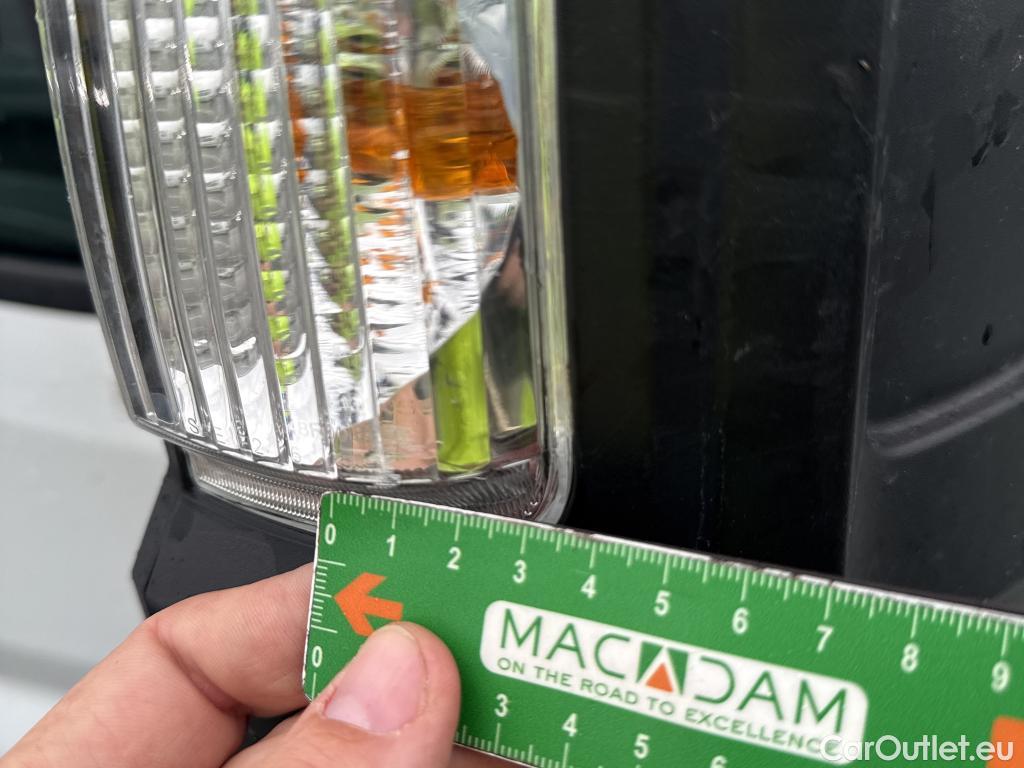 0 1 2 3 4 5 6 7 8 9
MACADAM
ON THE ROAD TO EXCELLENCE
0
3 4 5 6
CarOutlet.eu